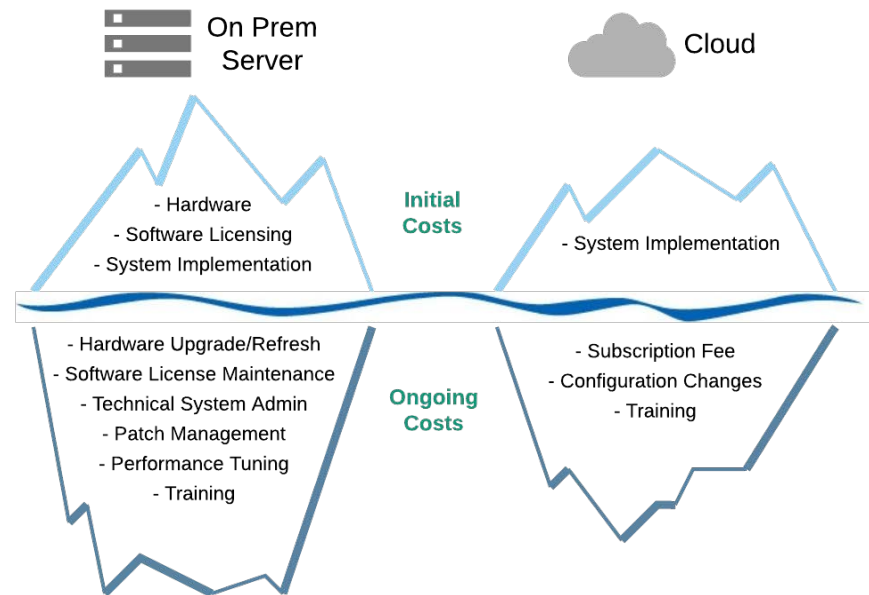 On Prem
Server
Cloud
Initial
Costs
- Hardware
- Software Licensing
- System Implementation
- System Implementation
Ongoing
Costs
- Hardware Upgrade/Refresh
- Software License Maintenance
- Technical System Admin
- Patch Management
- Performance Tuning
- Training
- Subscription Fee
- Configuration Changes
- Training